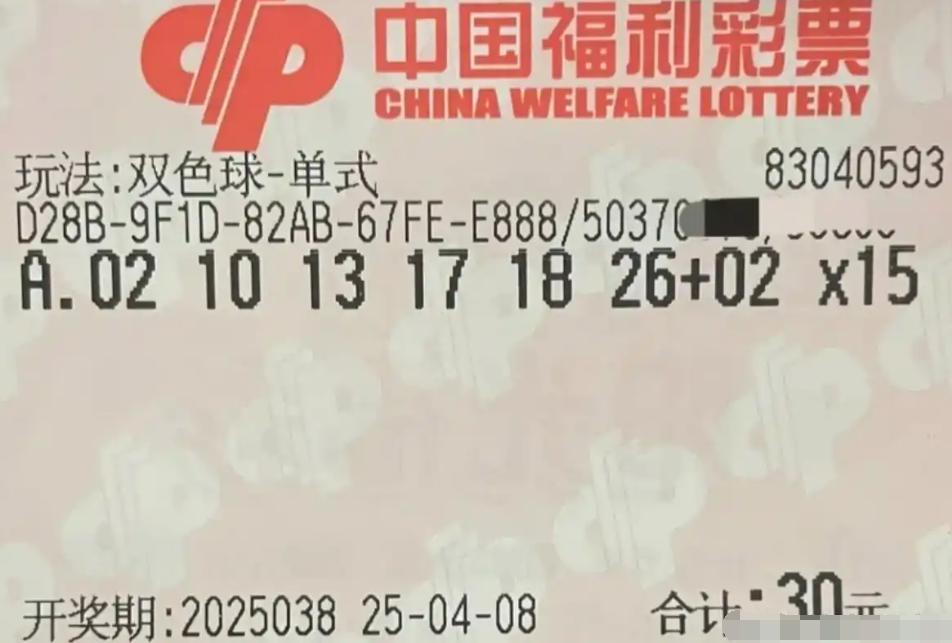 中国福利彩票
CHINA WELFARE LOTTERY
玩法:双色球-单式 83040593
D28B-9F1D-82AB-67FE-E888/50370
A.02 10 13 17 18 26+02 x15
开奖期:2025038 25-04-08 合计:30元